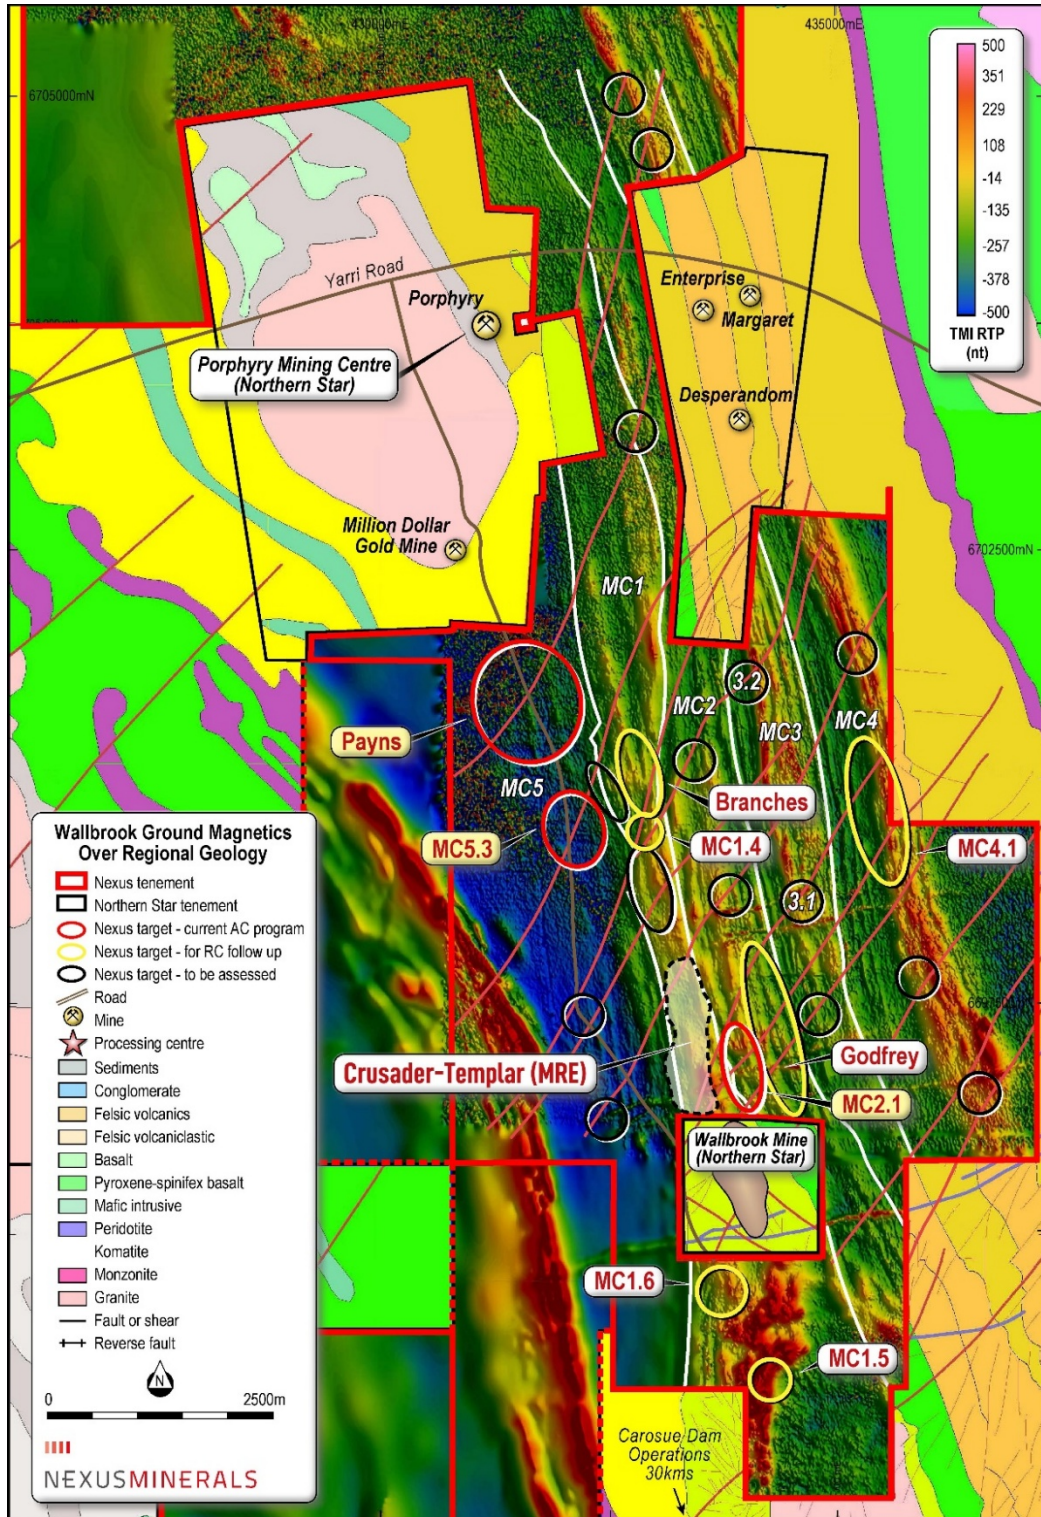 435000mE
6705000mN
500
351
229
108
-14
-135
-257
-378
-500
TMI RTP
(nt)
Yarri Road
Porphyry
Enterprise
Margaret
Porphyry Mining Centre
(Northern Star)
Desperandom
Million Dollar
Gold Mine
6702500mN
MC1
3.2
MC2
MC3
MC4
Payns
MC5
Branches
MC5.3
MC1.4
MC4.1
3.1
Crusader-Templar (MRE)
Godfrey
MC2.1
Wallbrook Mine
(Northern Star)
MC1.6
MC1.5
Carosue Dam
Operations
30kms
Wallbrook Ground Magnetics
Over Regional Geology
Nexus tenement
Northern Star tenement
Nexus target - current AC program
Nexus target - for RC follow up
Nexus target - to be assessed
Road
Mine
Processing centre
Sediments
Conglomerate
Felsic volcanics
Felsic volcaniclastic
Basalt
Pyroxene-spinifex basalt
Mafic intrusive
Peridotite
Komatite
Monzonite
Granite
Fault or shear
Reverse fault
N
0 2500m
NEXUSMINERALS